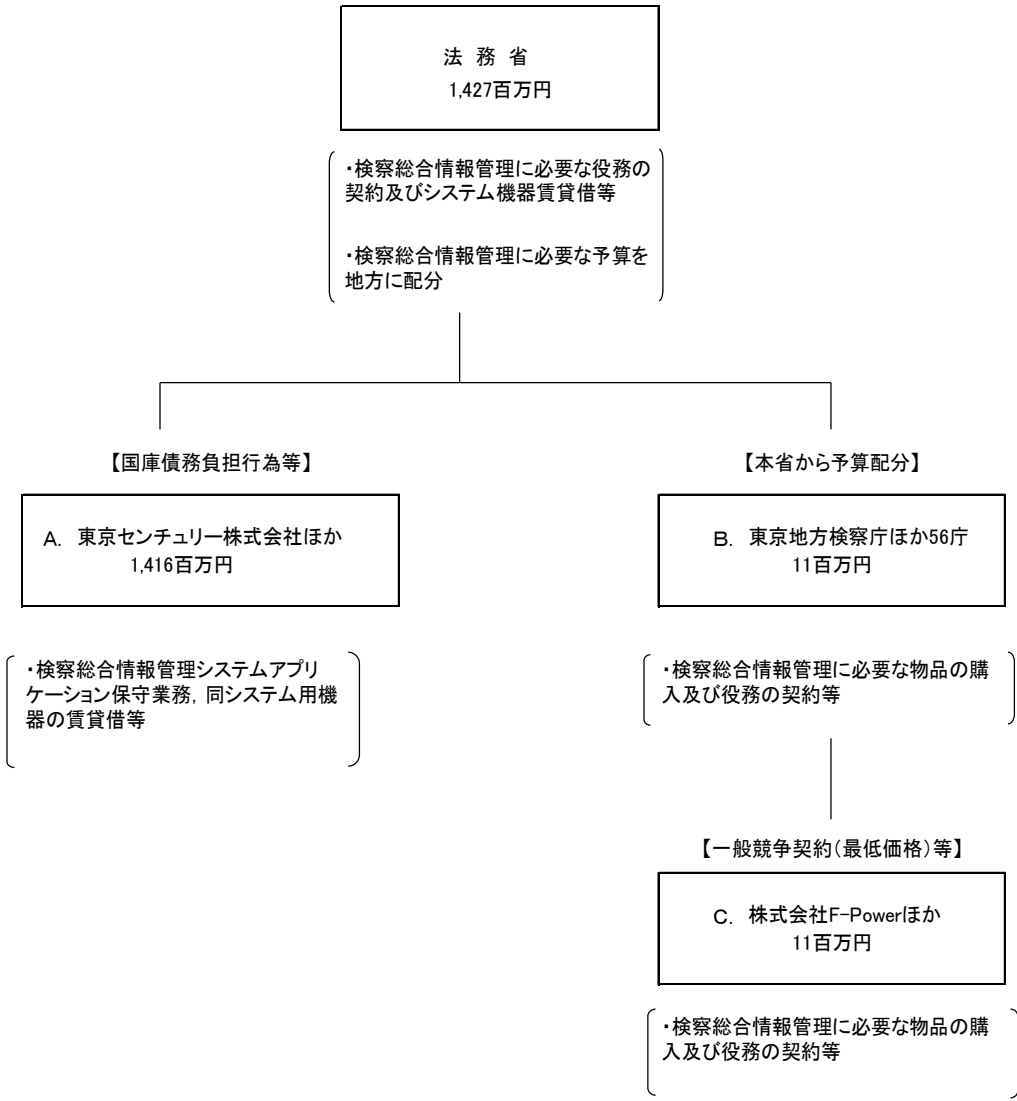 法 務 省
1,427百万円
・検察総合情報管理に必要な役務の
契約及びシステム機器賃貸借等
・検察総合情報管理に必要な予算を
地方に配分
【国庫債務負担行為等】
A. 東京センチュリー株式会社ほか
1,416百万円
・検察総合情報管理システムアプリ
ケーション保守業務，同システム用機
器の賃貸借等
【本省から予算配分】
B. 東京地方検察庁ほか56庁
11百万円
・検察総合情報管理に必要な物品の購
入及び役務の契約等
【一般競争契約（最低価格）等】
C. 株式会社F-Powerほか
11百万円
・検察総合情報管理に必要な物品の購
入及び役務の契約等